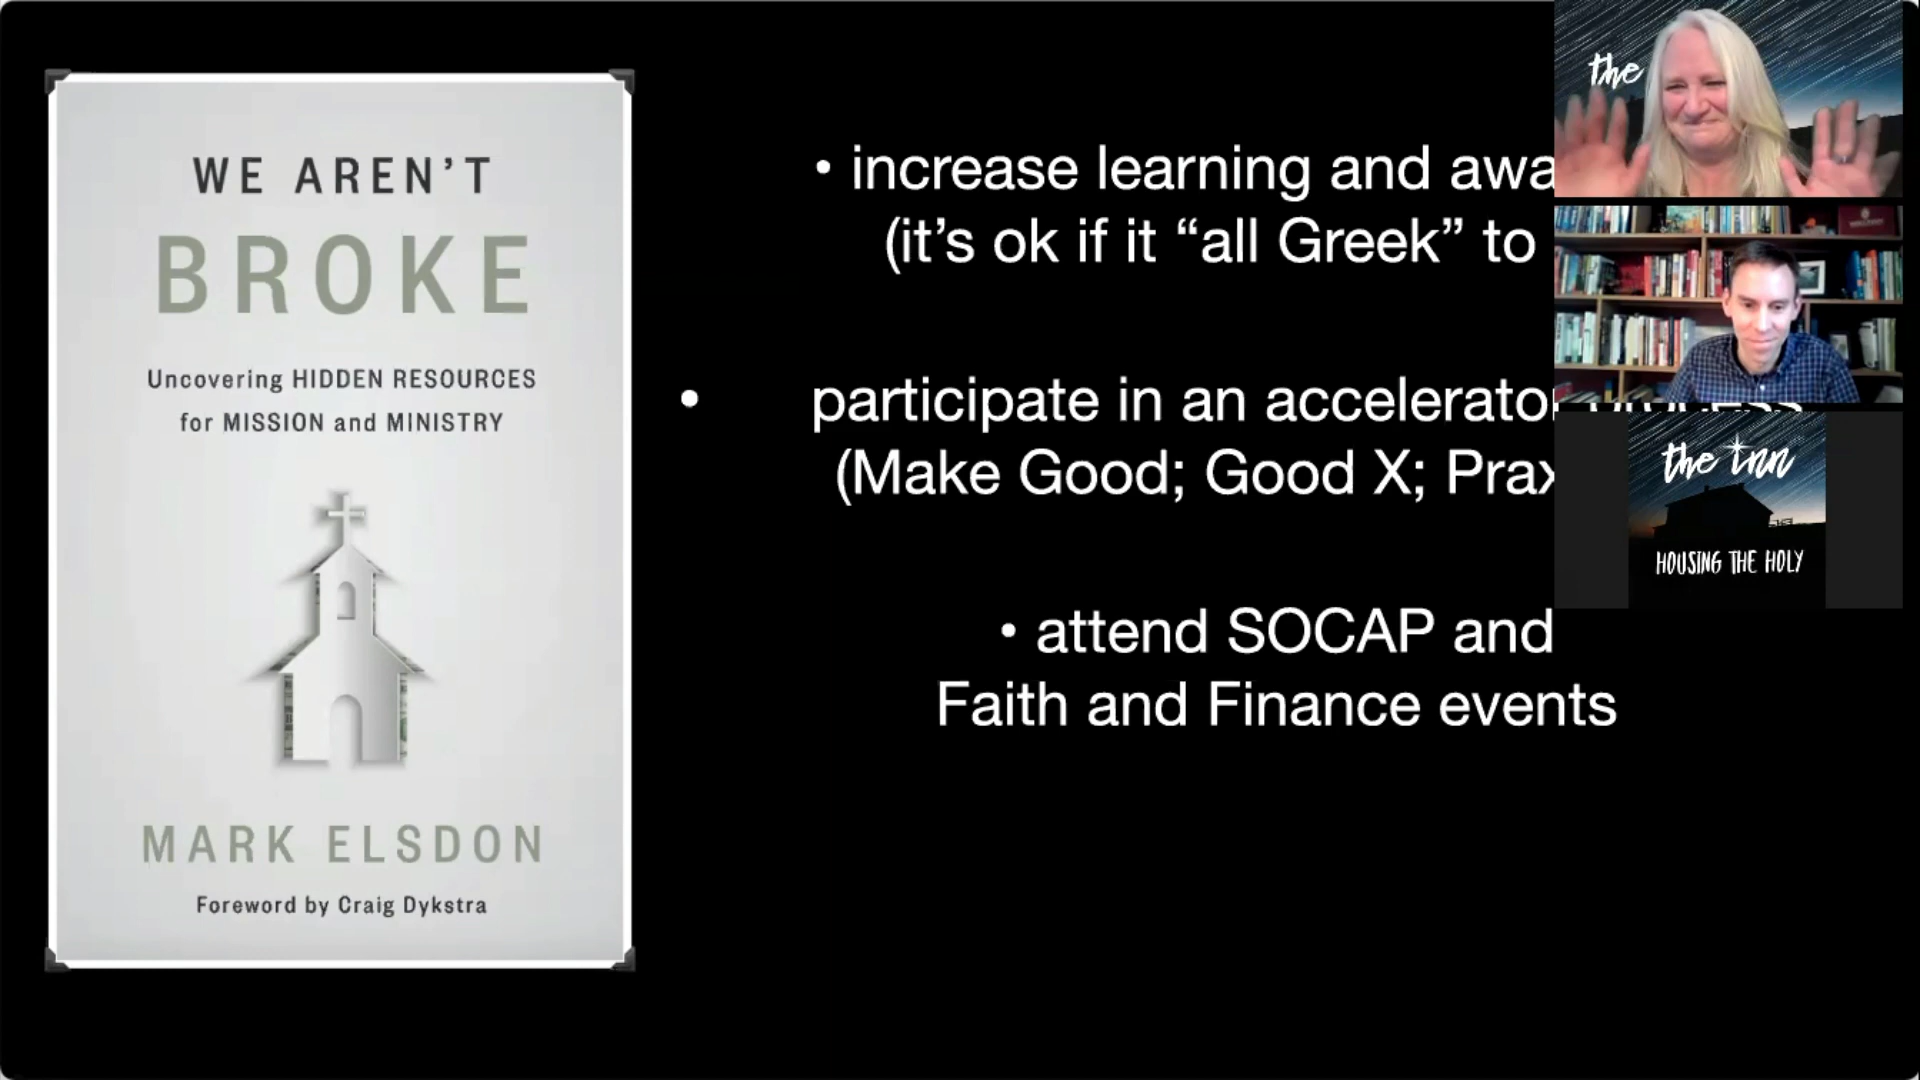 WE AREN'T
BROKE
Uncovering HIDDEN RESOURCES
for MISSION and MINISTRY
MARK ELSDON
Foreword by Craig Dykstra
• increase learning and awa
(it's ok if it “all Greek” to
• participate in an accelerator process
(Make Good; Good X; Prax
• attend SOCAP and
Faith and Finance events
the
the inn
HOUSING THE HOLY